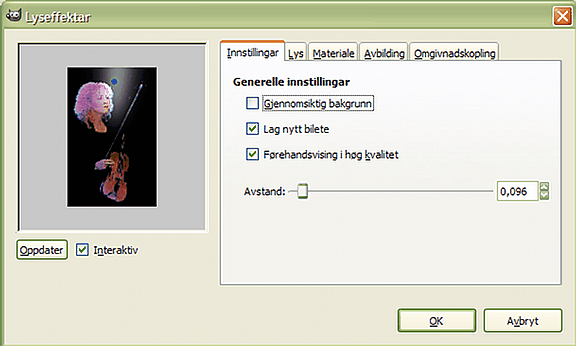 Lyseffektar
Innstillingar Lys Materiale Avbilding Omgivnadskopling
Generelle innstillingar
Gjennomsiktig bakgrunn
Lag nytt bilete
Førehandsvising i høg kvalitet
Avstand: 0,096
Oppdater Interaktiv
OK Avbryt